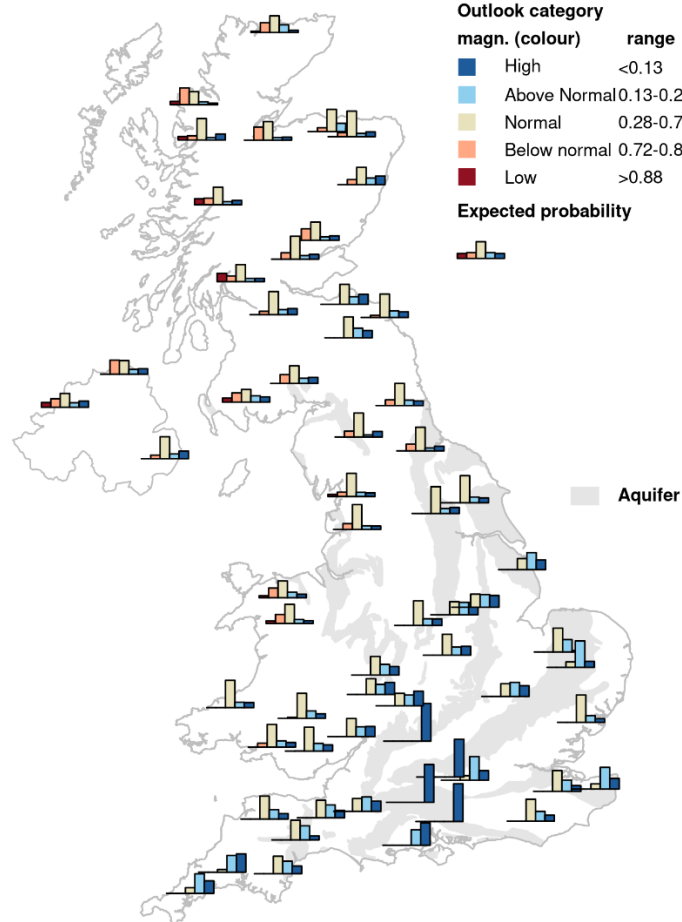 Outlook category
magn. (colour) range
High <0.13
Above Normal 0.13-0.2
Normal 0.28-0.7
Below normal 0.72-0.8
Low >0.88
Expected probability
Aquifer